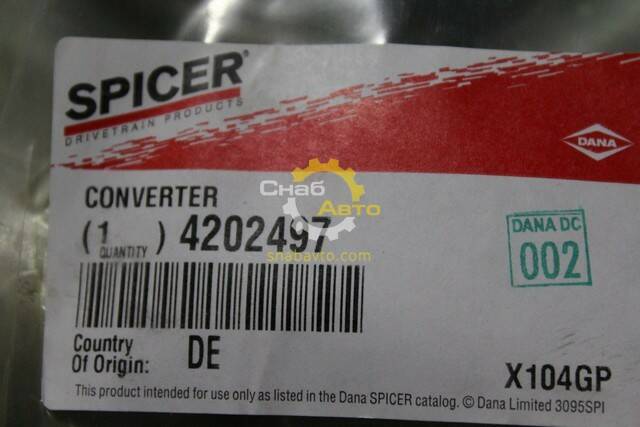 SPICER®
DRIVETRAIN PRODUCTS
DANA
CONVERTER
Снаб
Авто
(1) 4202497
QUANTITY
snabavto.com
DANA DC
002
Country
Of Origin: DE
X104GP
This product intended for use only as listed in the Dana SPICER catalog. © Dana Limited 3095SPI